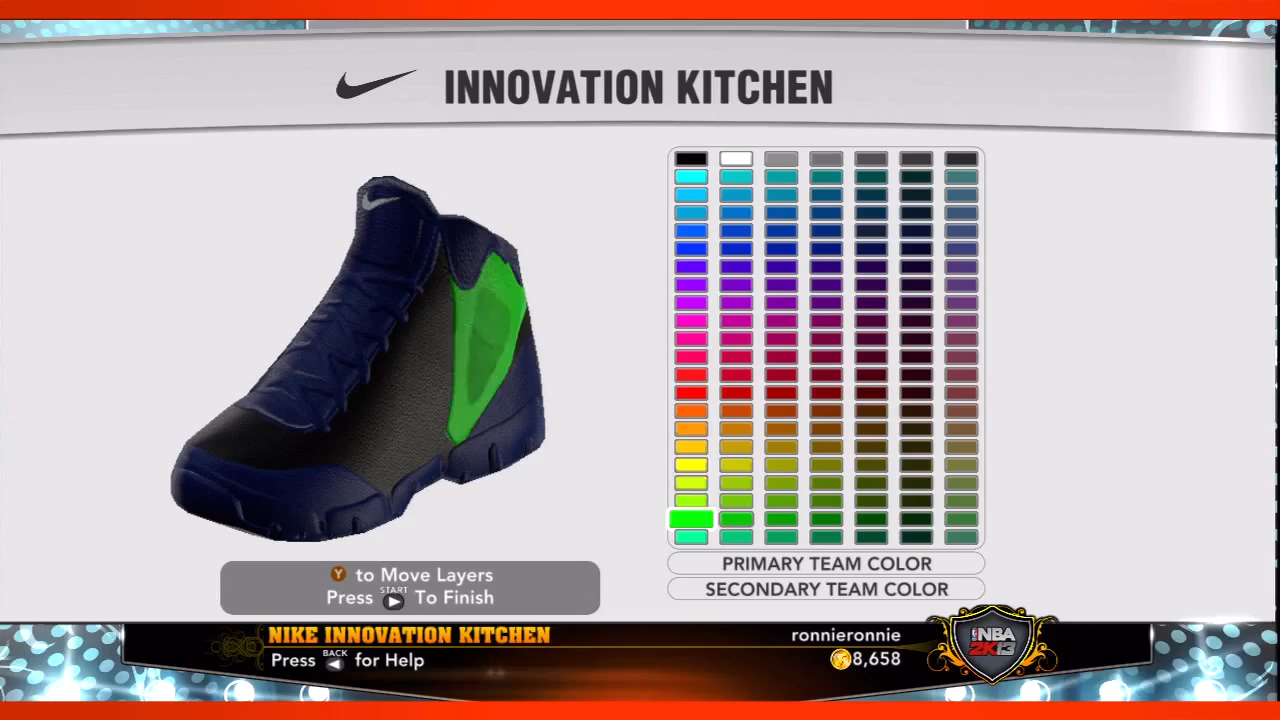 INNOVATION KITCHEN
PRIMARY TEAM COLOR
SECONDARY TEAM COLOR
Y to Move Layers
Press START To Finish
NIKE INNOVATION KITCHEN
Press BACK for Help
ronnieronnie
8,658
NBA
2K13